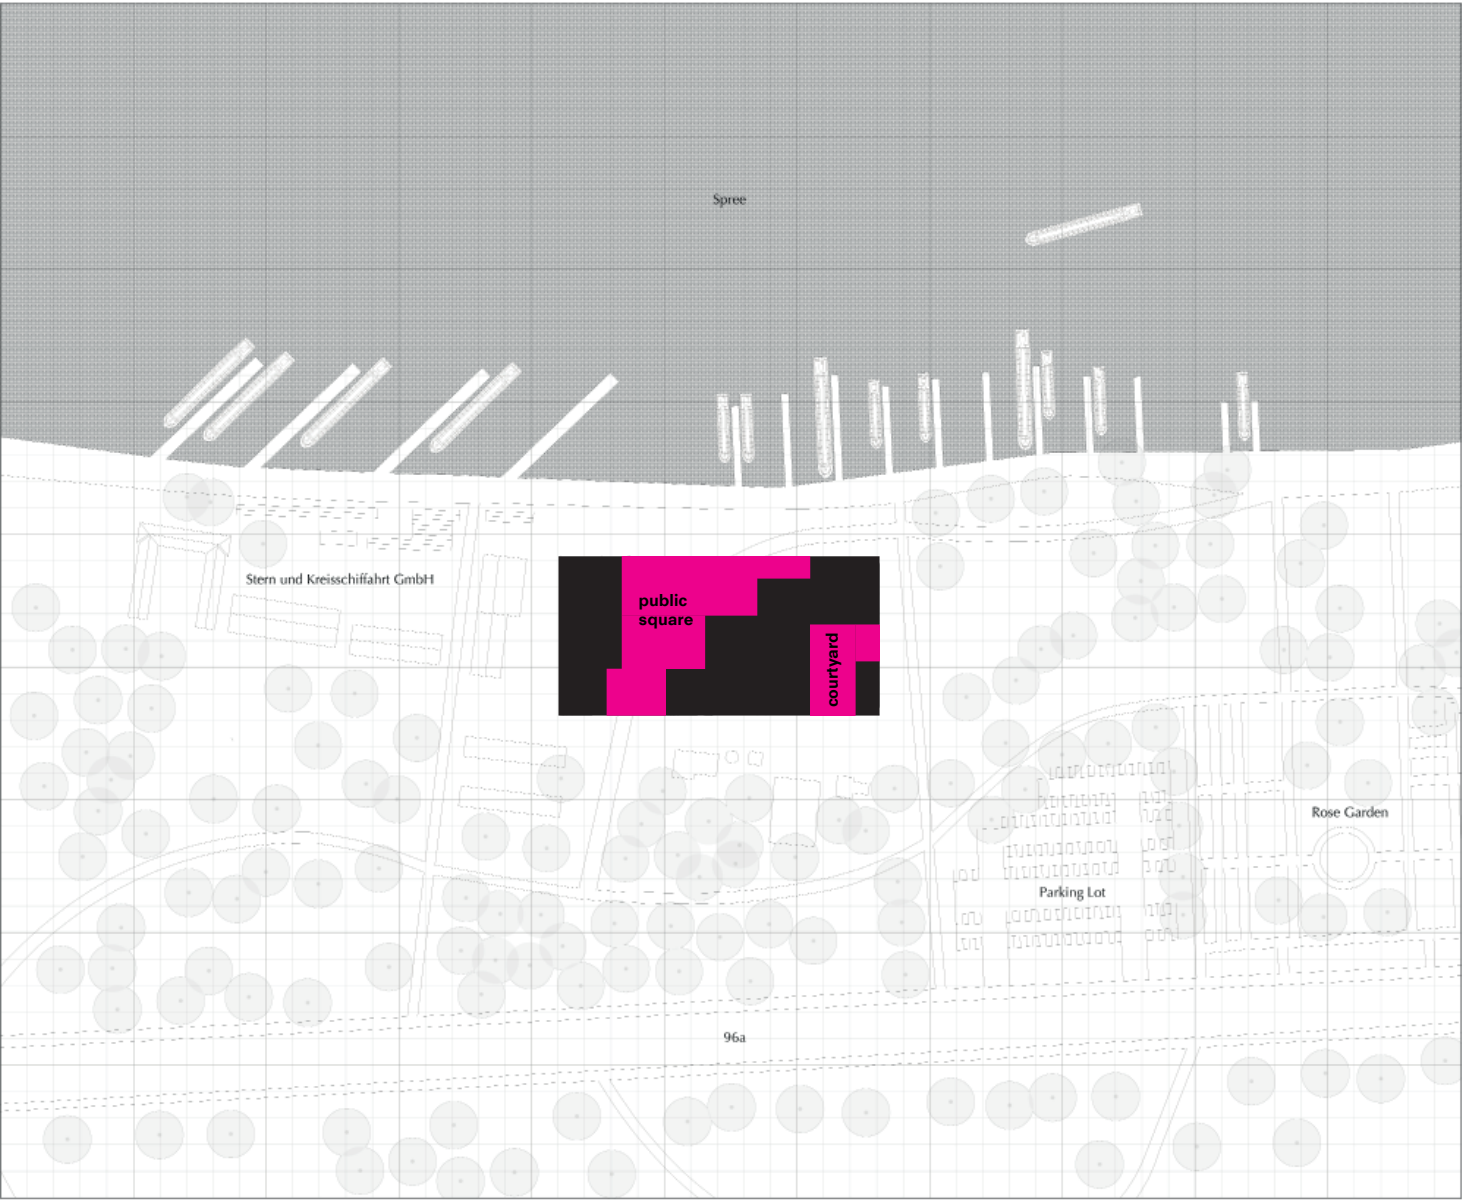 Spree
Stern und Kreisschiffahrt GmbH
public
square
courtyard
Rose Garden
Parking Lot
96a